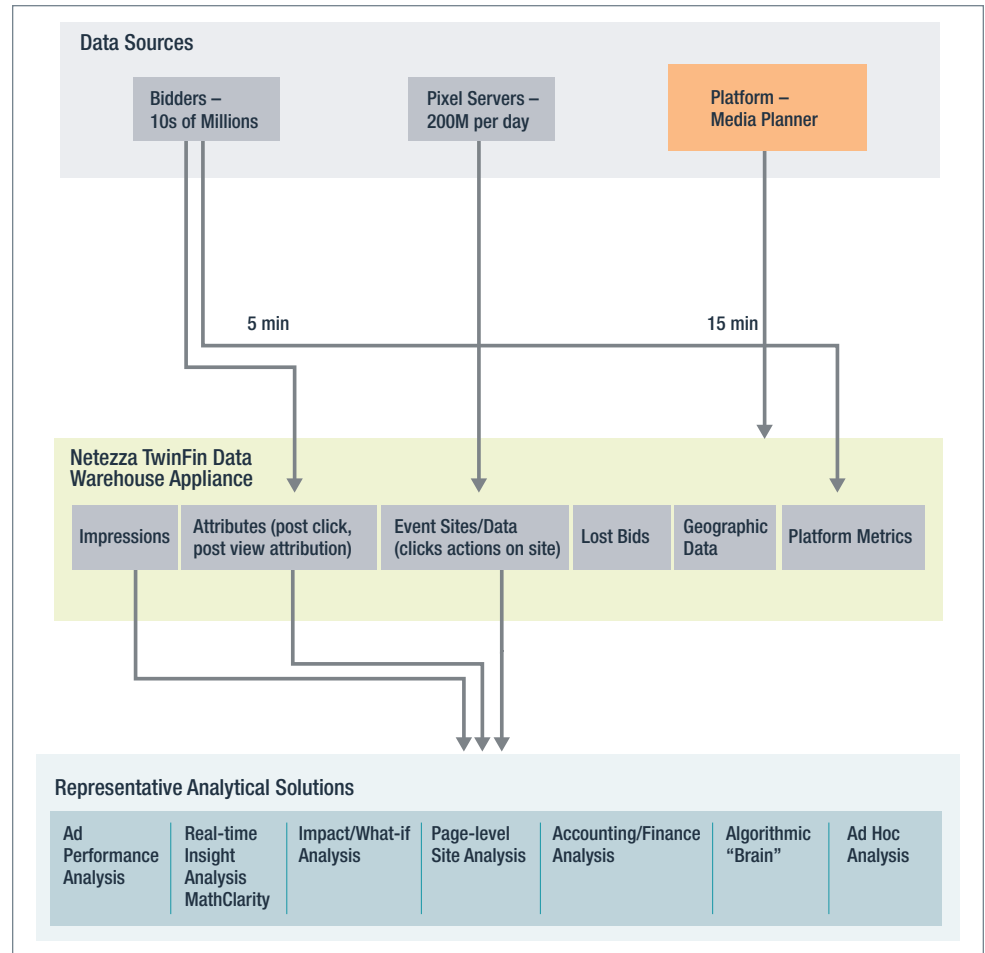 Data Sources
Bidders –
10s of Millions
Pixel Servers –
200M per day
Platform –
Media Planner
5 min
15 min
Netezza TwinFin Data
Warehouse Appliance
Impressions
Attributes (post click,
post view attribution)
Event Sites/Data
(clicks actions on site)
Lost Bids
Geographic
Data
Platform Metrics
Representative Analytical Solutions
Ad
Performance
Analysis
Real-time
Insight
Analysis
MathClarity
Impact/What-if
Analysis
Page-level
Site Analysis
Accounting/Finance
Analysis
Algorithmic
“Brain”
Ad Hoc
Analysis